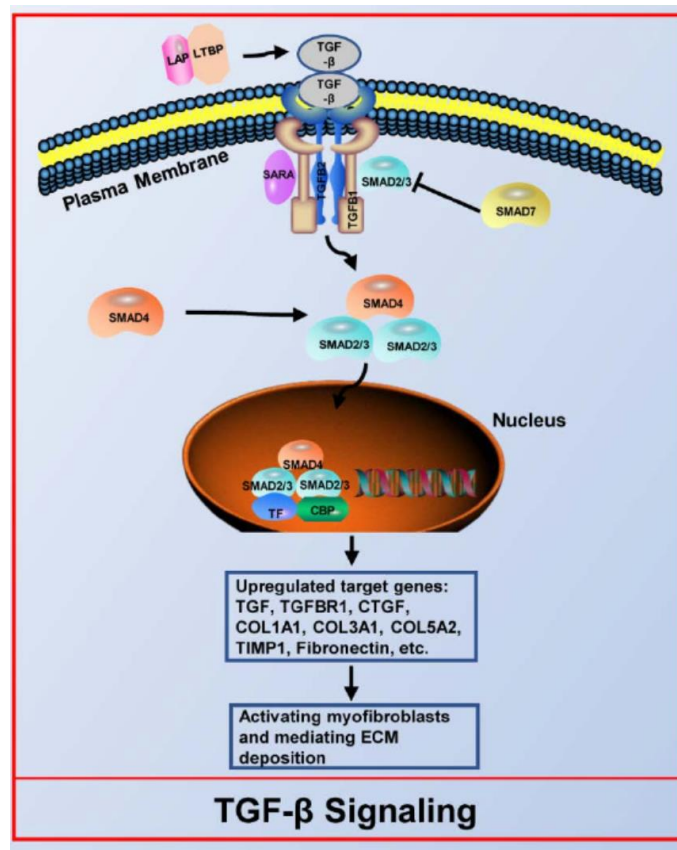 LAP
LTBP
TGF
-β
TGF
-β
Plasma Membrane
SARA
TGFB2
TGFB1
SMAD2/3
SMAD7
SMAD4
SMAD4
SMAD2/3
SMAD2/3
Nucleus
SMAD4
SMAD2/3
SMAD2/3
TF
CBP
Upregulated target genes:
TGF, TGFBR1, CTGF,
COL1A1, COL3A1, COL5A2,
TIMP1, Fibronectin, etc.
Activating myofibroblasts
and mediating ECM
deposition
TGF-β Signaling